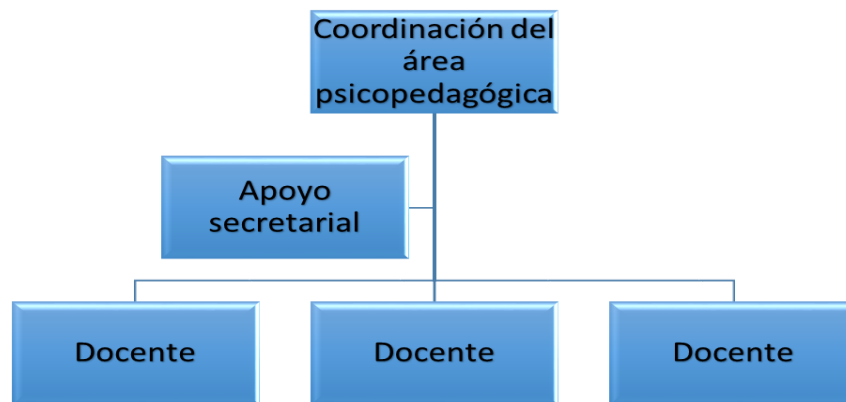 Coordinación del
área
psicopedagógica
Apoyo
secretarial
Docente
Docente
Docente